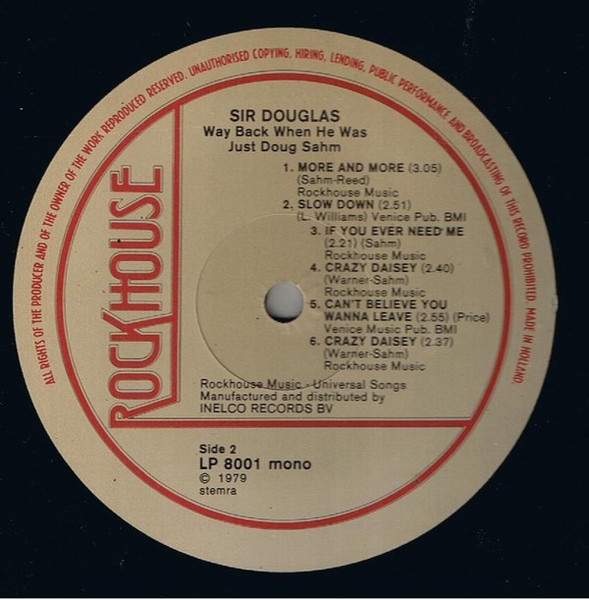 ALL RIGHTS OF THE PRODUCER AND OF THE OWNER OF THE WORK REPRODUCED RESERVED. UNAUTHORISED COPYING, HIRING, LENDING, PUBLIC PERFORMANCE AND BROADCASTING OF THIS RECORD PROHIBITED. MADE IN HOLLAND.
ROCKHOUSE
SIR DOUGLAS
Way Back When He Was
Just Doug Sahm
1. MORE AND MORE (3.05)
(Sahm-Reed)
Rockhouse Music
2. SLOW DOWN (2.51)
(L. Williams) Venice Pub. BMI
3. IF YOU EVER NEED ME
(2.21) (Sahm)
Rockhouse Music
4. CRAZY DAISEY (2.40)
(Warner-Sahm)
Rockhouse Music
5. CAN'T BELIEVE YOU
WANNA LEAVE (2.55) (Price)
Venice Music Pub. BMI
6. CRAZY DAISEY (2.37)
(Warner-Sahm)
Rockhouse Music
Rockhouse Music - Universal Songs
Manufactured and distributed by
INELCO RECORDS BV
Side 2
LP 8001 mono
© 1979
stemra